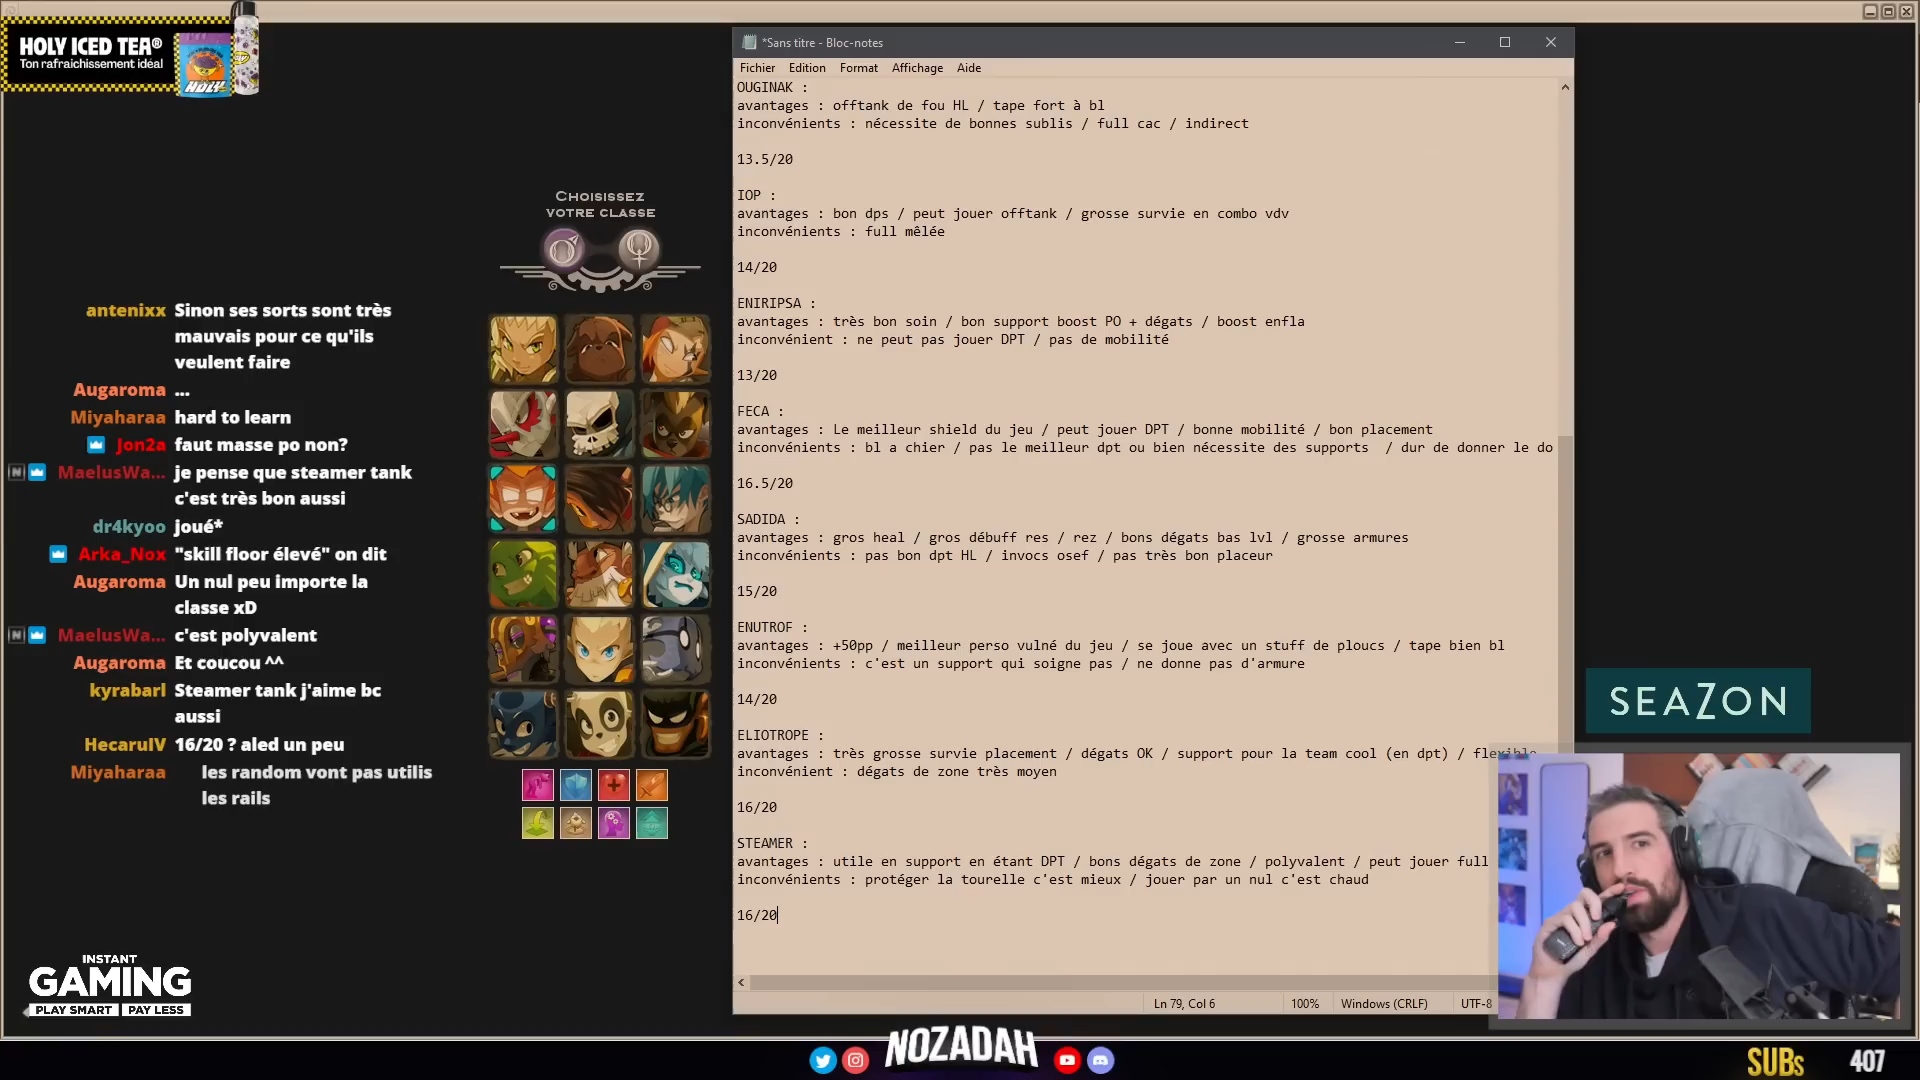 HOLY ICED TEA®
Ton rafraichissement idéal
HOLY
*Sans titre - Bloc-notes
Fichier Edition Format Affichage Aide
OUGINAK :
avantages : offtank de fou HL / tape fort à bl
inconvénients : nécessite de bonnes sublis / full cac / indirect
13.5/20
IOP :
avantages : bon dps / peut jouer offtank / grosse survie en combo vdv
inconvénients : full mêlée
14/20
ENIRIPSA :
avantages : très bon soin / bon support boost PO + dégats / boost enfla
inconvénient : ne peut pas jouer DPT / pas de mobilité
13/20
FECA :
avantages : Le meilleur shield du jeu / peut jouer DPT / bonne mobilité / bon placement
inconvénients : bl a chier / pas le meilleur dpt ou bien nécessite des supports / dur de donner le do
16.5/20
SADIDA :
avantages : gros heal / gros débuff res / rez / bons dégats bas lvl / grosse armures
inconvénients : pas bon dpt HL / invocs osef / pas très bon placeur
15/20
ENUTROF :
avantages : +50pp / meilleur perso vulné du jeu / se joue avec un stuff de ploucs / tape bien bl
inconvénients : c'est un support qui soigne pas / ne donne pas d'armure
14/20
ELIOTROPE :
avantages : très grosse survie placement / dégats OK / support pour la team cool (en dpt) / flexible
inconvénient : dégats de zone très moyen
16/20
STEAMER :
avantages : utile en support en étant DPT / bons dégats de zone / polyvalent / peut jouer full
inconvénients : protéger la tourelle c'est mieux / jouer par un nul c'est chaud
16/20
Ln 79, Col 6 100% Windows (CRLF) UTF-8
CHOISISSEZ
VOTRE CLASSE
antenixx Sinon ses sorts sont très
mauvais pour ce qu'ils
veulent faire
Augaroma ...
Miyaharaa hard to learn
Jon2a faut masse po non?
MaelusWa... je pense que steamer tank
c'est très bon aussi
dr4kyoo joué*
Arka_Nox "skill floor élevé" on dit
Augaroma Un nul peu importe la
classe xD
MaelusWa... c'est polyvalent
Augaroma Et coucou ^^
kyrabarl Steamer tank j'aime bc
aussi
HecaruIV 16/20 ? aled un peu
Miyaharaa les random vont pas utilis
les rails
SEAZON
INSTANT
GAMING
PLAY SMART PAY LESS
NOZADAH
SUBs 407